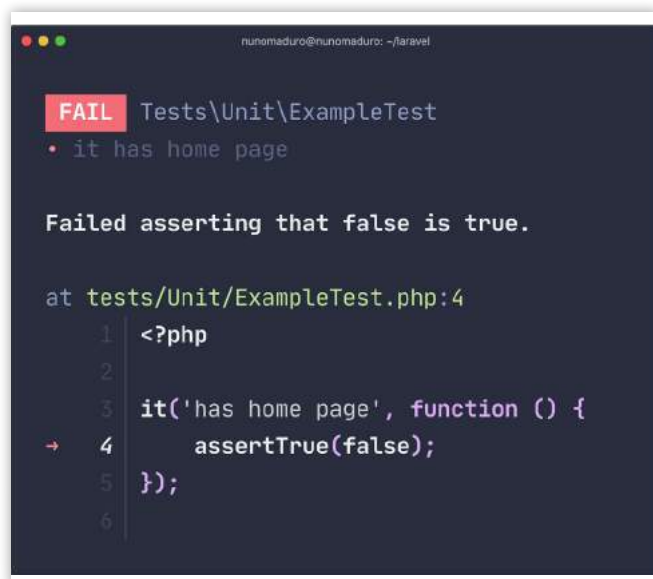 nunomaduro@nunomaduro: ~/laravel
FAIL Tests\Unit\ExampleTest
• it has home page
Failed asserting that false is true.
at tests/Unit/ExampleTest.php:4
1 <?php
2
3 it('has home page', function () {
→ 4 assertTrue(false);
5 });
6